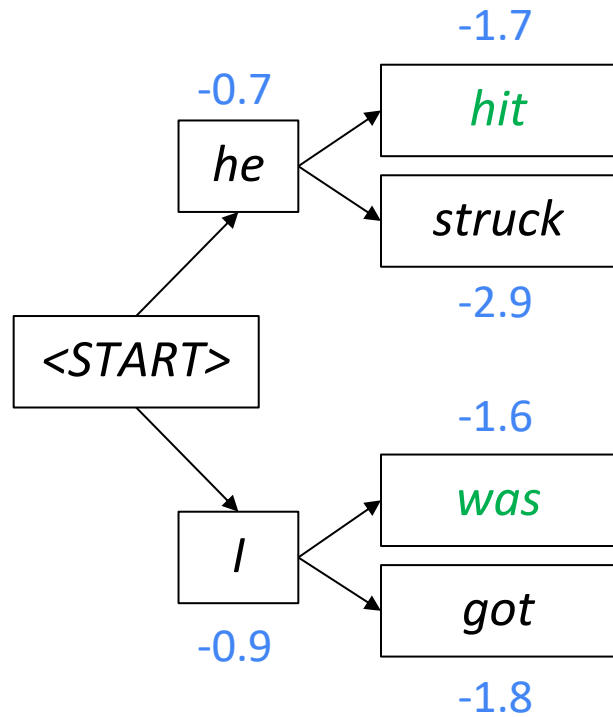 -1.7
-0.7
hit
he
struck
-2.9
<START>
-1.6
was
I
got
-0.9
-1.8